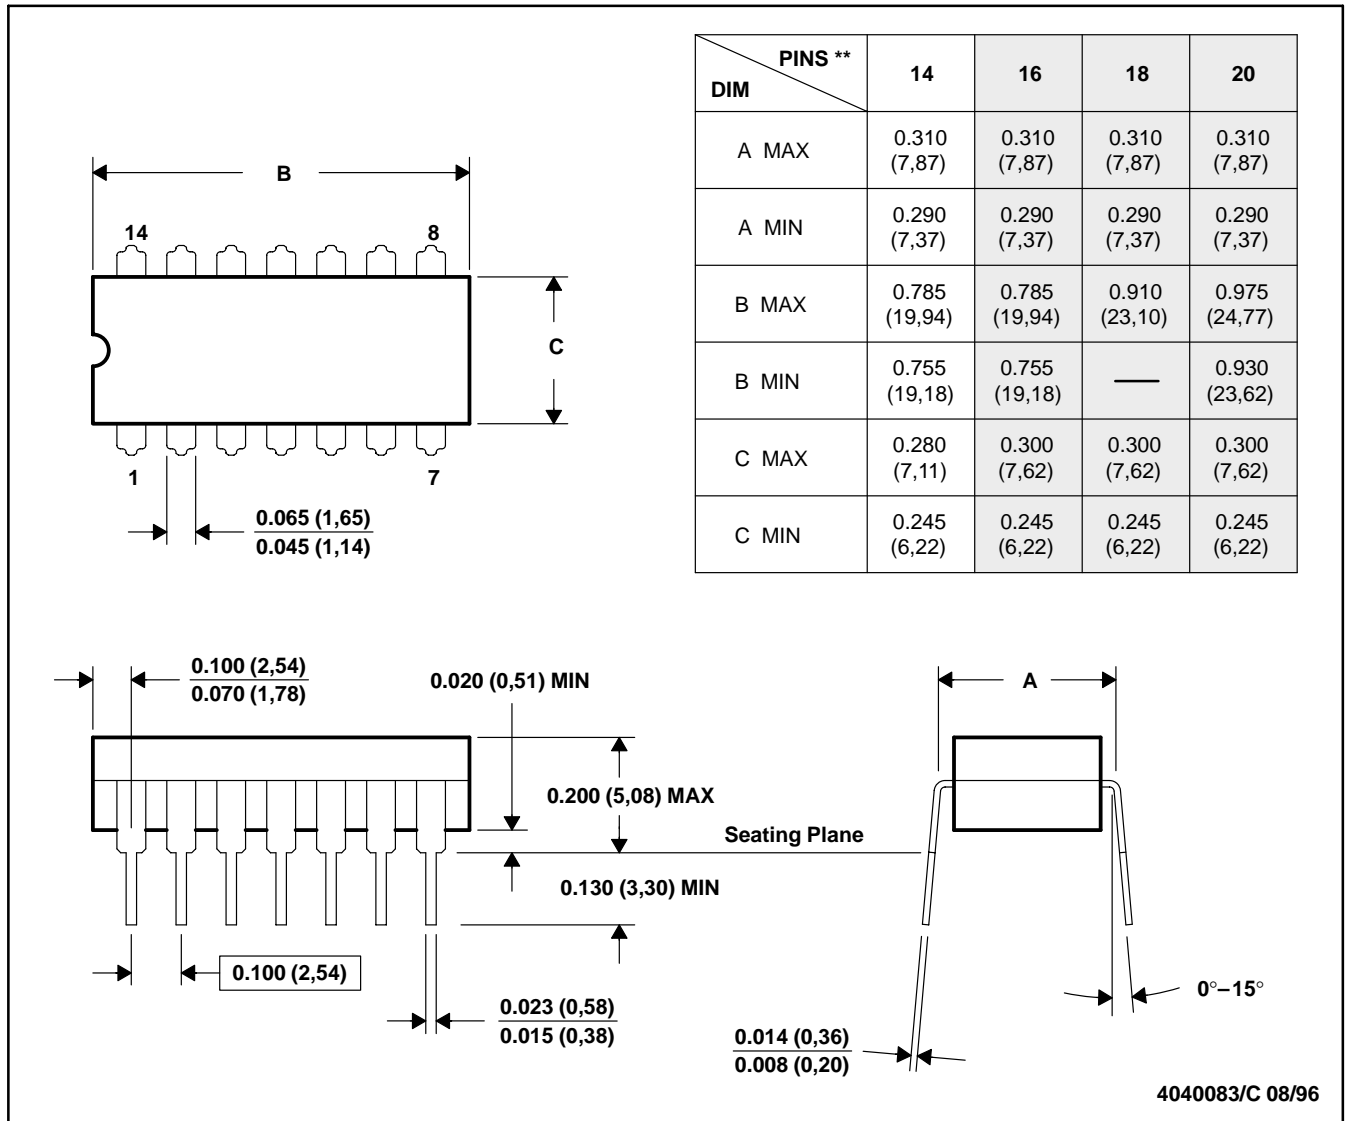 PINS **
DIM
14 16 18 20
A MAX 0.310 (7,87) 0.310 (7,87) 0.310 (7,87) 0.310 (7,87)
A MIN 0.290 (7,37) 0.290 (7,37) 0.290 (7,37) 0.290 (7,37)
B MAX 0.785 (19,94) 0.785 (19,94) 0.910 (23,10) 0.975 (24,77)
B MIN 0.755 (19,18) 0.755 (19,18) — 0.930 (23,62)
C MAX 0.280 (7,11) 0.300 (7,62) 0.300 (7,62) 0.300 (7,62)
C MIN 0.245 (6,22) 0.245 (6,22) 0.245 (6,22) 0.245 (6,22)
B
14 8
C
1 7
0.065 (1,65)
0.045 (1,14)
0.100 (2,54)
0.070 (1,78)
0.020 (0,51) MIN
A
0.200 (5,08) MAX
Seating Plane
0.130 (3,30) MIN
0.100 (2,54)
0.023 (0,58)
0.015 (0,38)
0°–15°
0.014 (0,36)
0.008 (0,20)
4040083/C 08/96